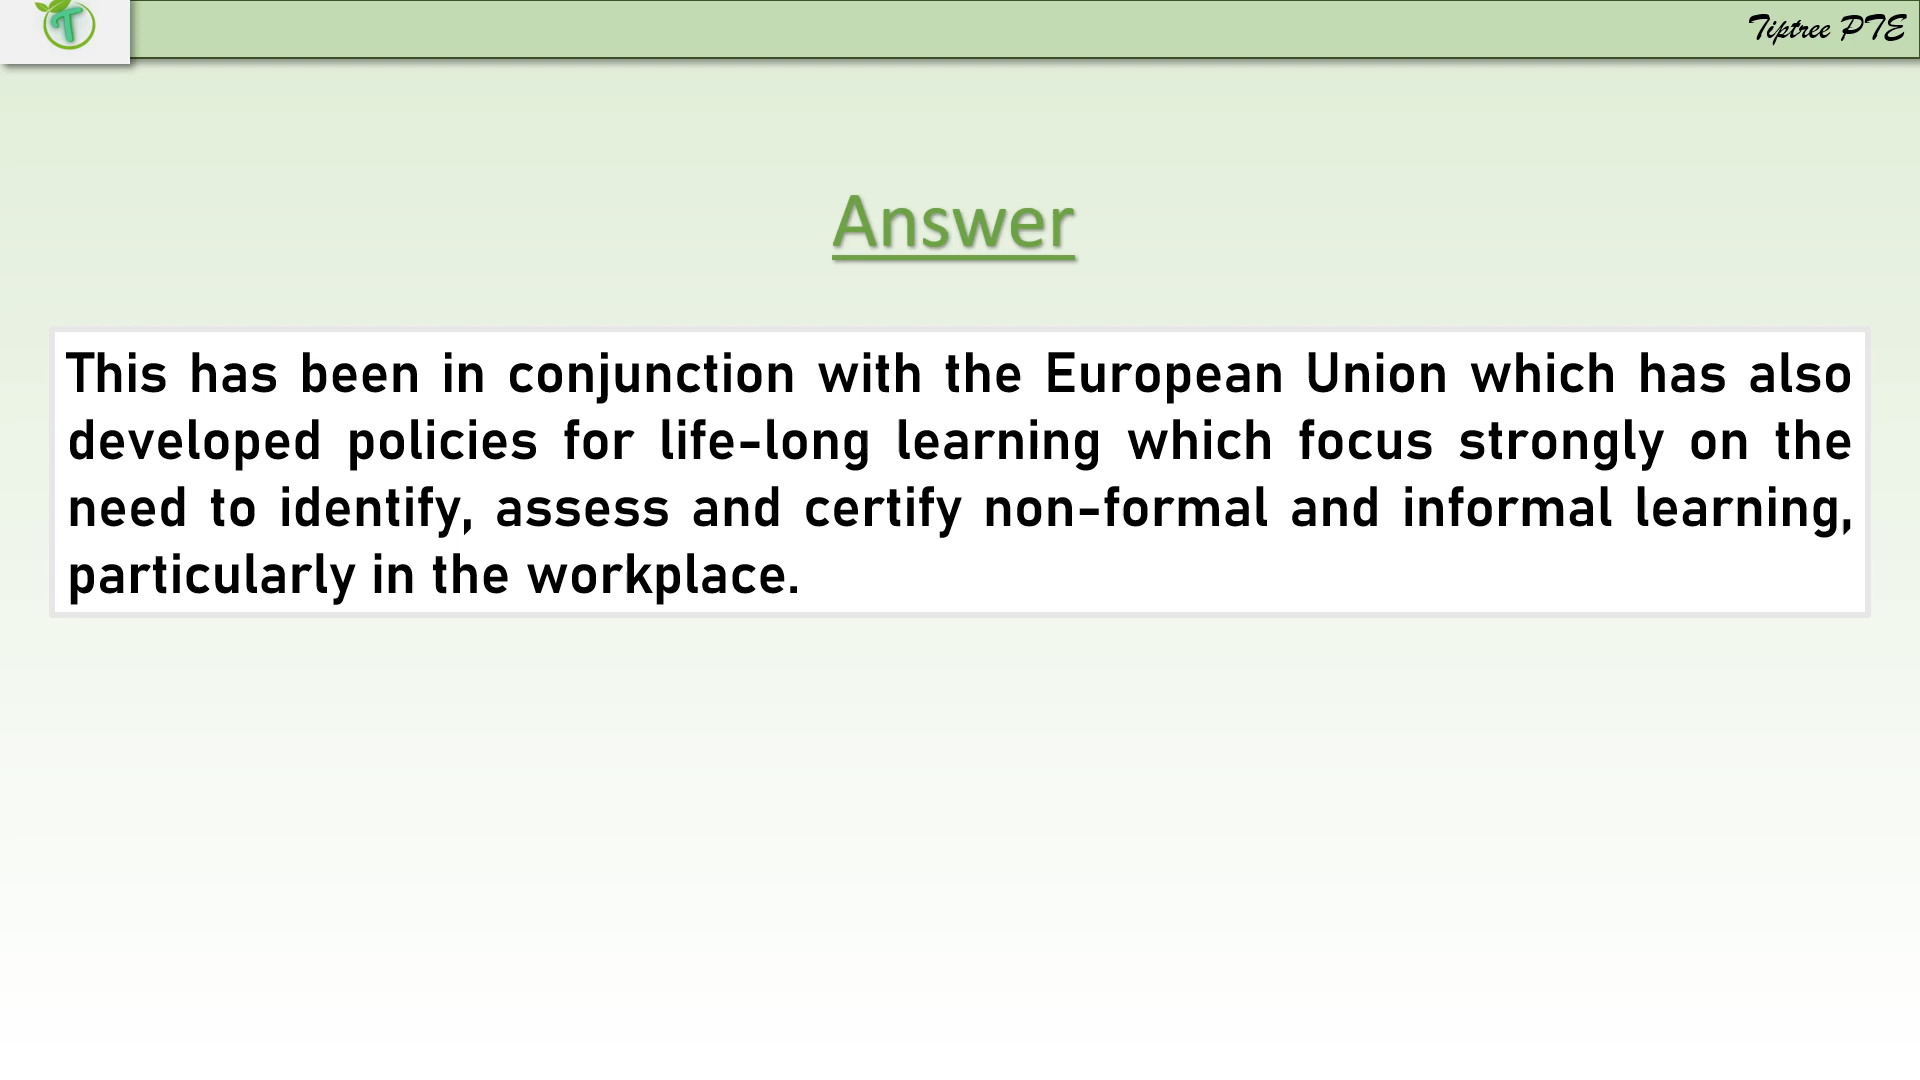 Tiptree PTE
Answer
This has been in conjunction with the European Union which has also
developed policies for life-long learning which focus strongly on the
need to identify, assess and certify non-formal and informal learning,
particularly in the workplace.